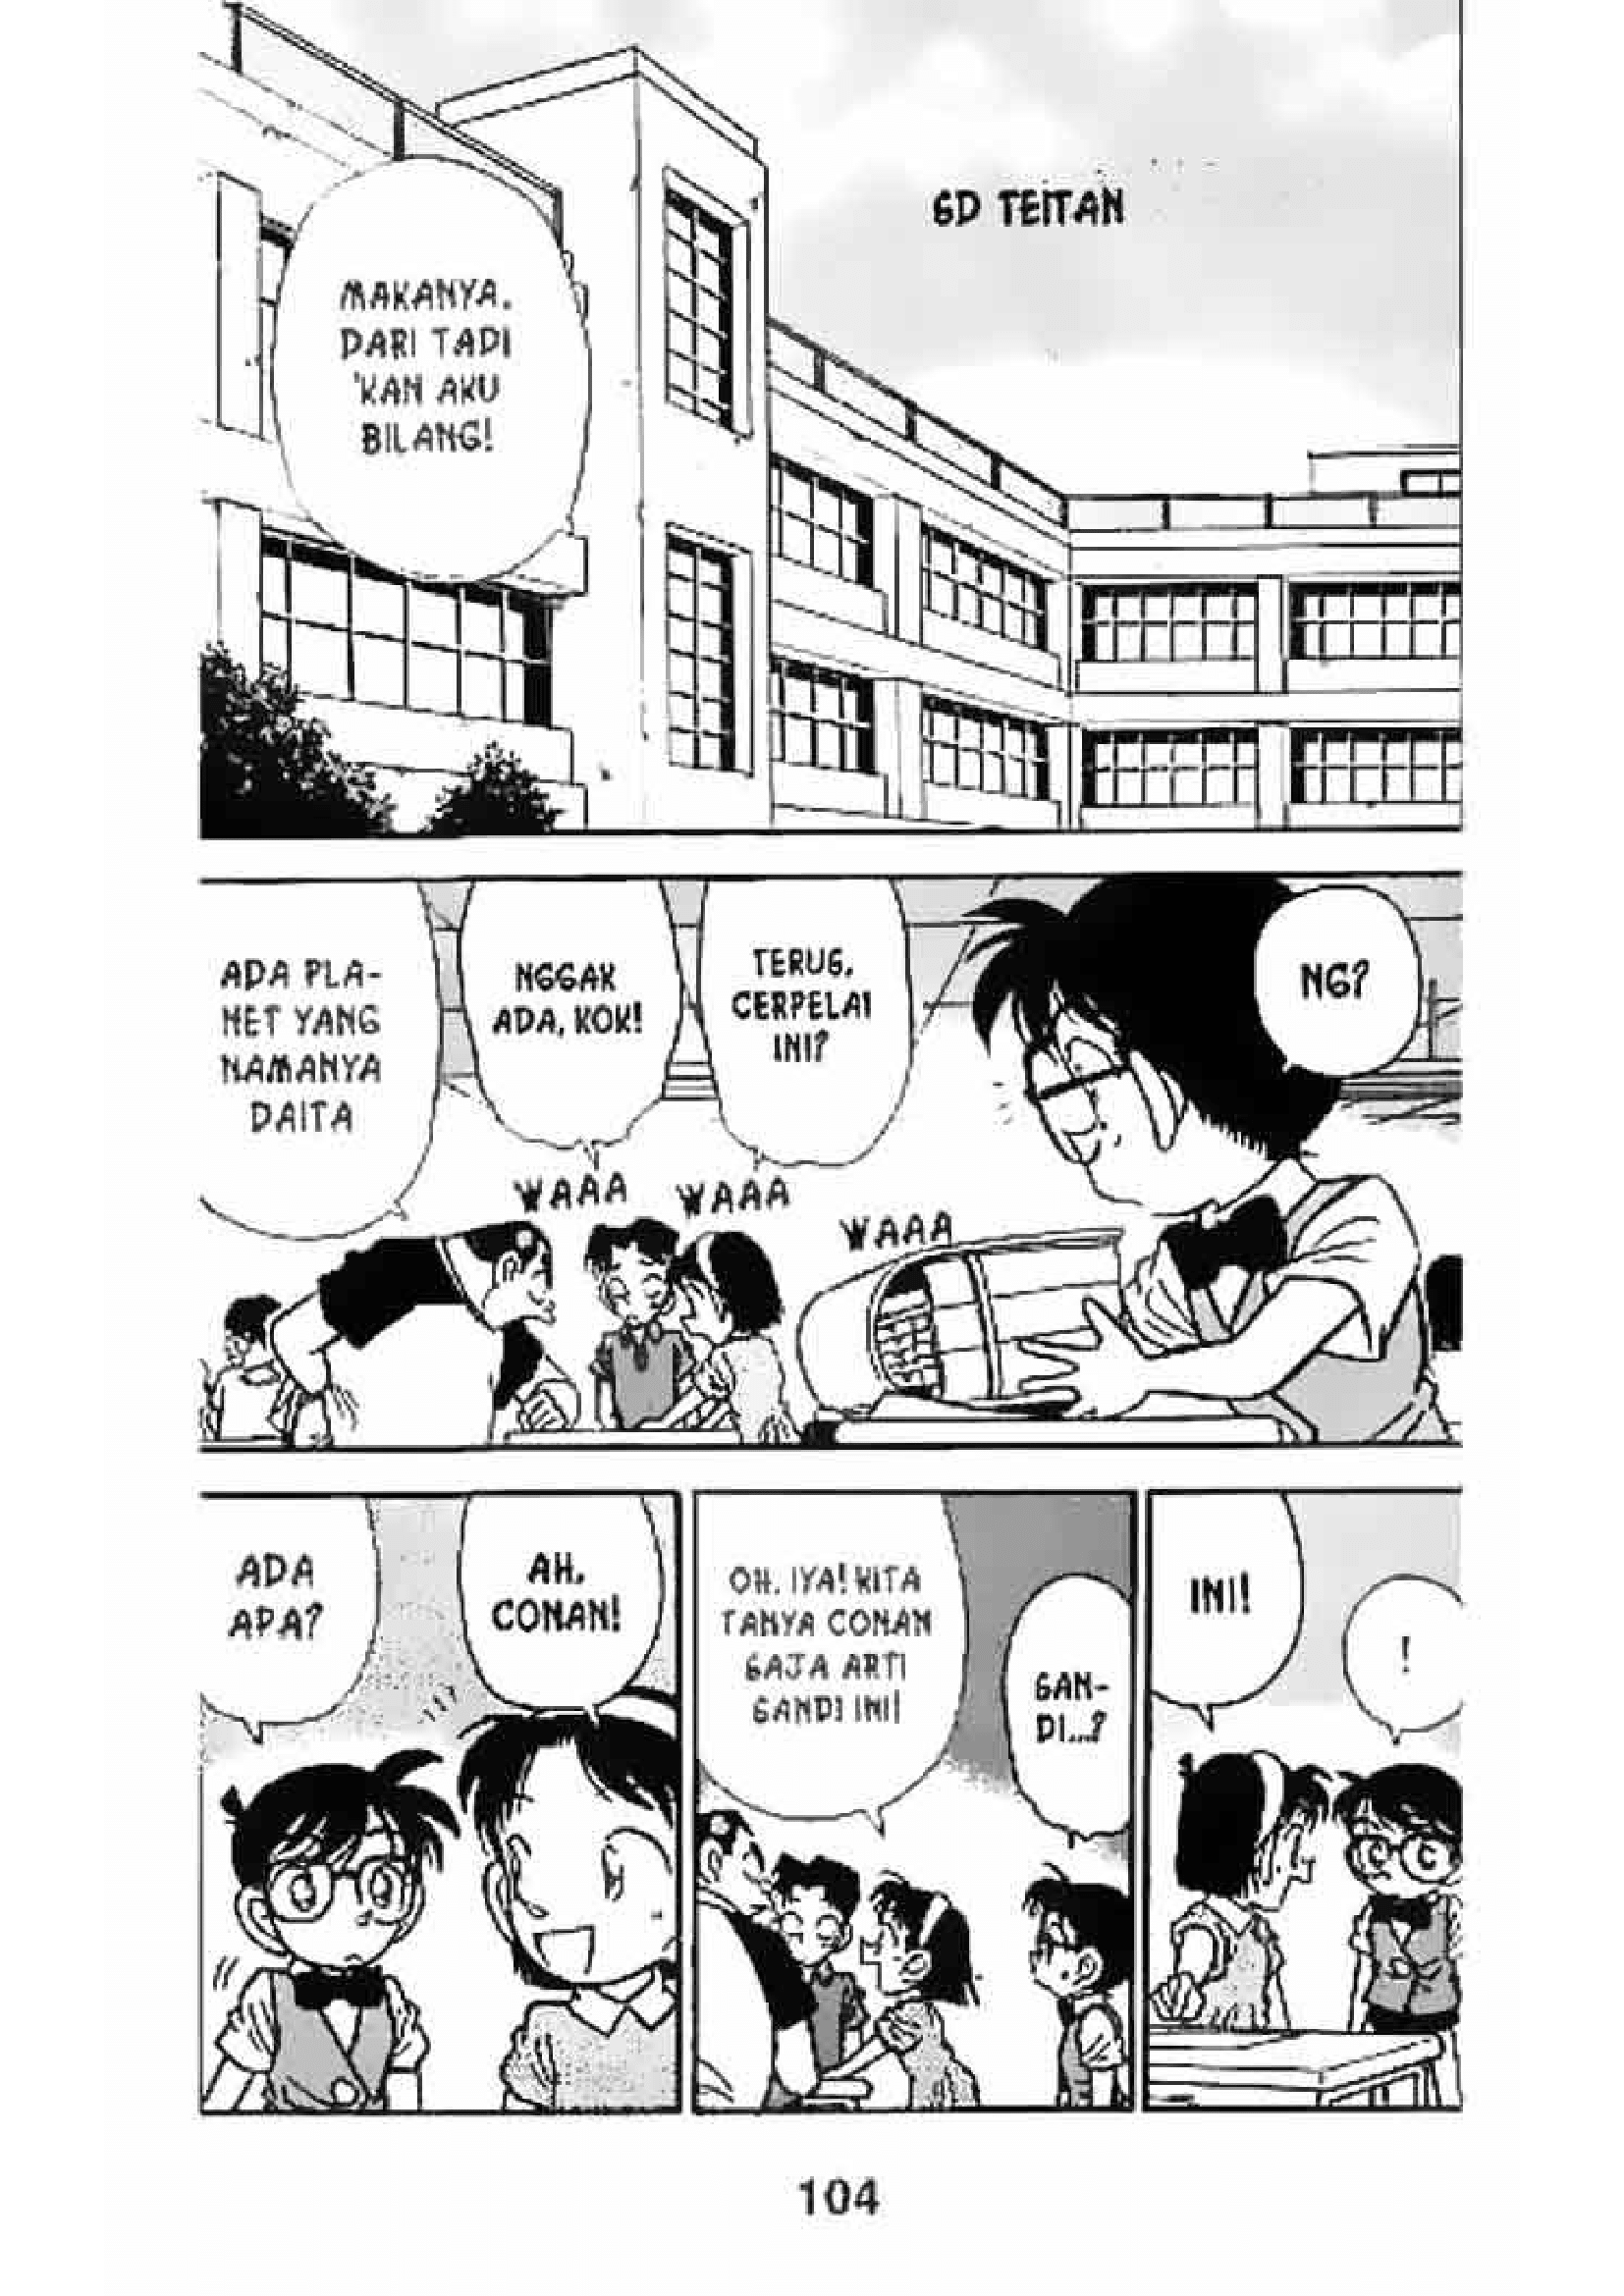 SD TEITAN
MAKANYA,
DARI TADI
'KAN AKU
BILANG!
ADA PLA-
NET YANG
NAMANYA
DAITA
NGGAK
ADA, KOK!
TERUS,
CERPELAI
INI?
NG?
WAAA
WAAA
WAAA
ADA
APA?
AH,
CONAN!
OH, IYA! KITA
TANYA CONAN
SAJA ARTI
SANDI INI!
SAN-
DI...?
INI!
!
104